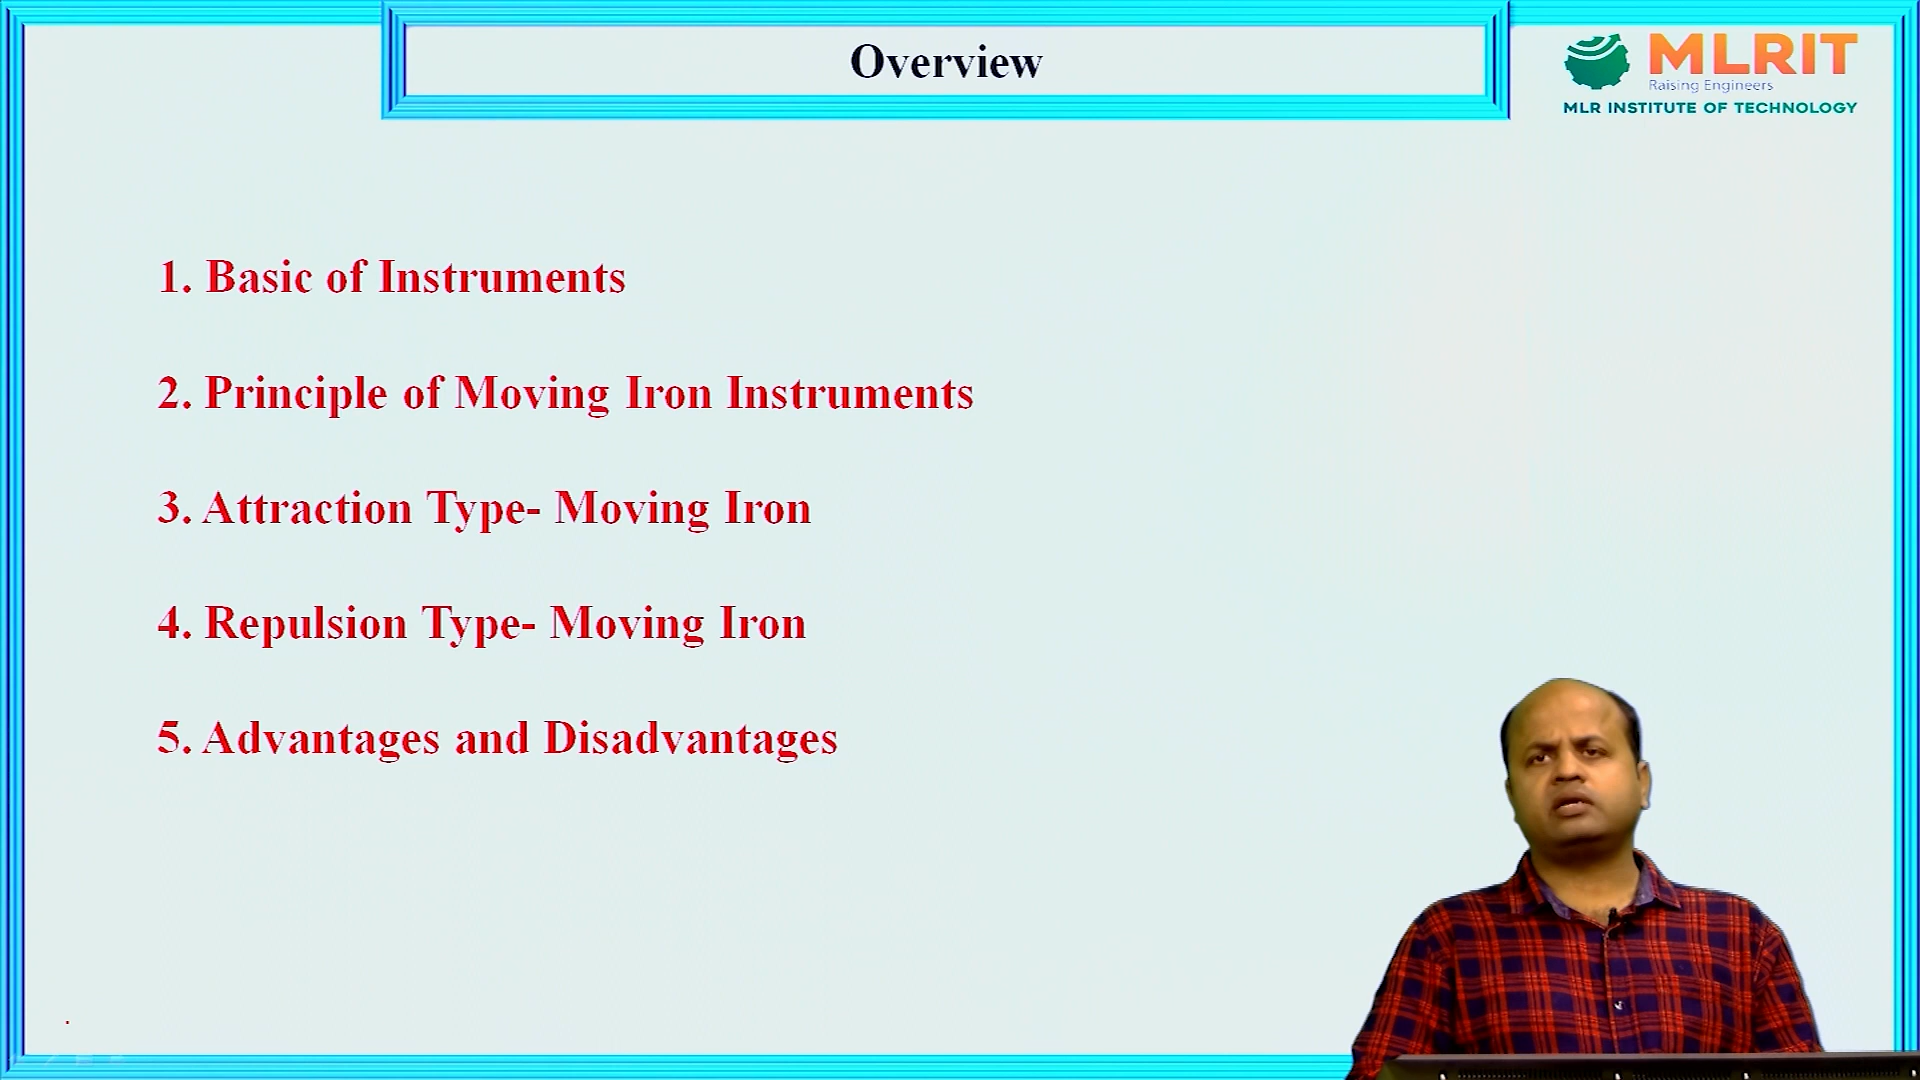 Overview
MLRIT
Raising Engineers
MLR INSTITUTE OF TECHNOLOGY
1. Basic of Instruments
2. Principle of Moving Iron Instruments
3. Attraction Type- Moving Iron
4. Repulsion Type- Moving Iron
5. Advantages and Disadvantages